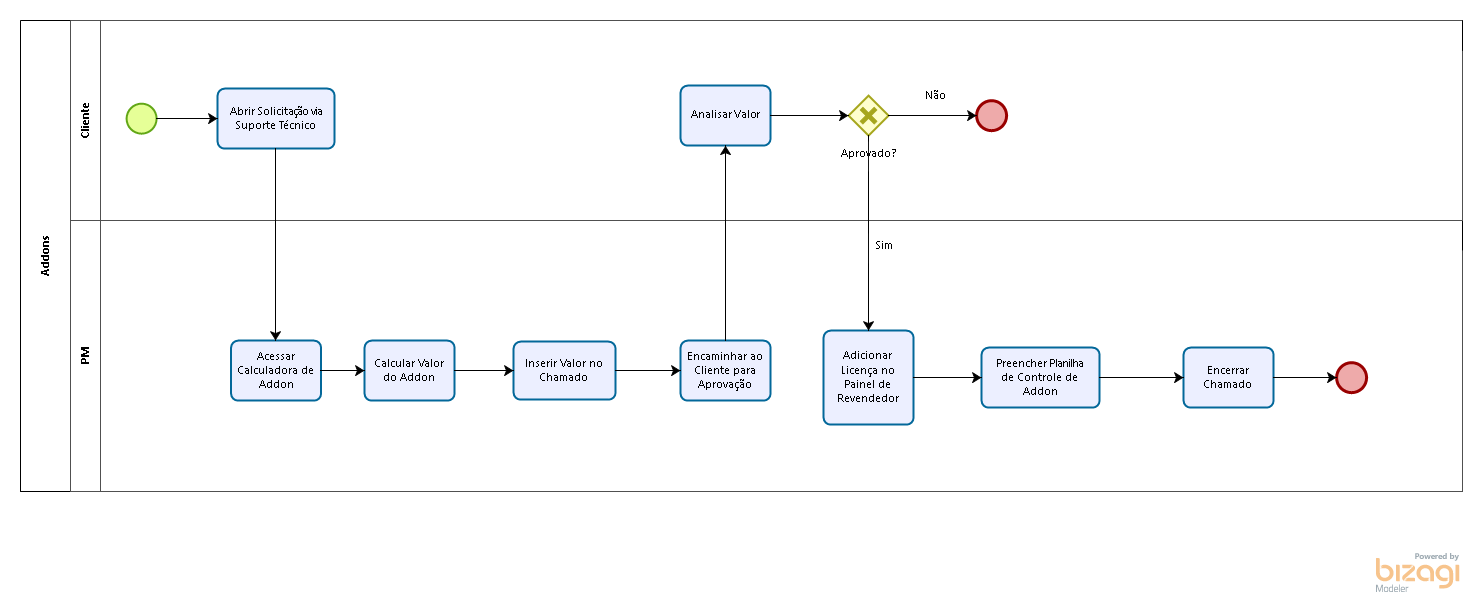 Addons
Cliente
Abrir Solicitação via
Suporte Técnico
Analisar Valor
Aprovado?
Não
Sim
PM
Acessar
Calculadora de
Addon
Calcular Valor
do Addon
Inserir Valor no
Chamado
Encaminhar ao
Cliente para
Aprovação
Adicionar
Licença no
Painel de
Revendedor
Preencher Planilha
de Controle de
Addon
Encerrar
Chamado
Powered by
bizagi
Modeler